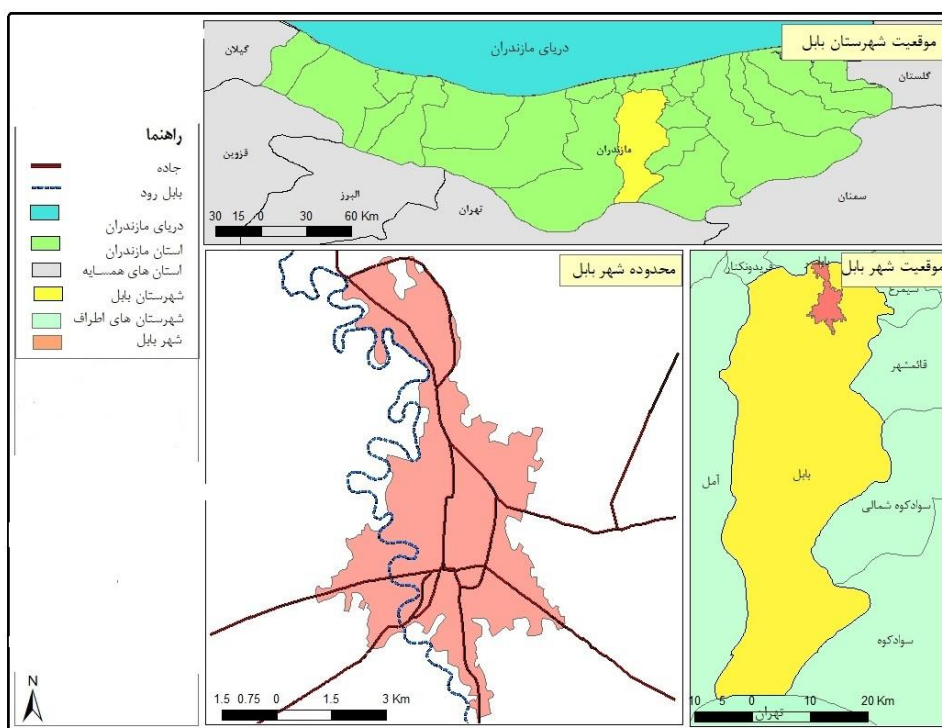 موقعیت شهرستان بابل
دریای مازندران
گیلان
گلستان
قزوین
مازندران
البرز
تهران
سمنان
30 15 0 30 60 Km
راهنما
جاده
بابل رود
دریای مازندران
استان مازندران
استان های همسایه
شهرستان بابل
شهرستان های اطراف
شهر بابل
محدوده شهر بابل
1.5 0.75 0 1.5 3 Km
موقعیت شهر بابل
فریدونکنار
سیمرغ
قائمشهر
آمل
بابل
سوادکوه شمالی
سوادکوه
تهران
10 5 0 10 20 Km
N